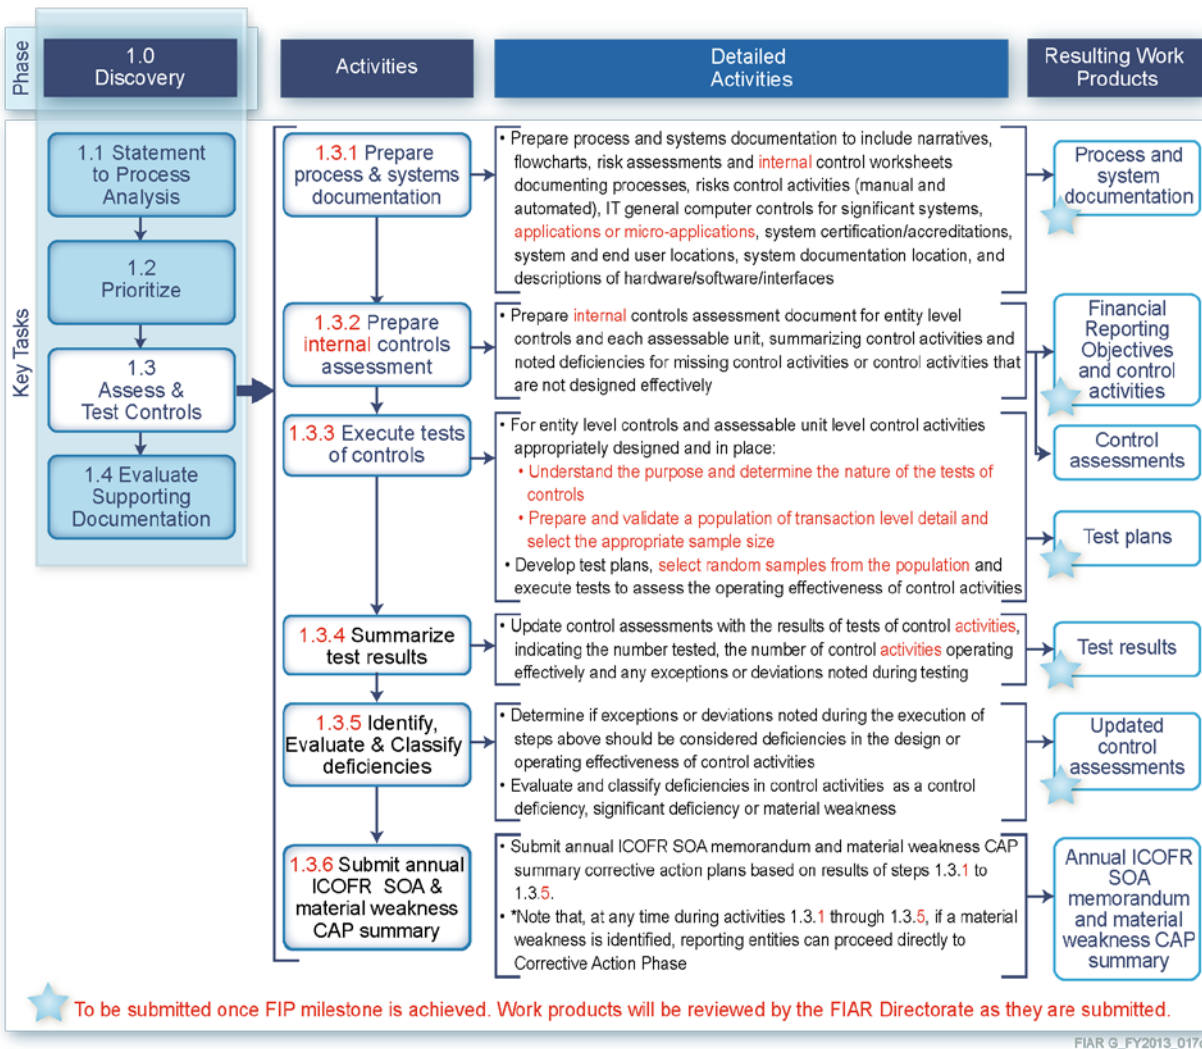 Phase
1.0
Discovery
Activities
Detailed
Activities
Resulting Work
Products
Key Tasks
1.1 Statement
to Process
Analysis
1.2
Prioritize
1.3
Assess &
Test Controls
1.4 Evaluate
Supporting
Documentation
1.3.1 Prepare
process & systems
documentation
• Prepare process and systems documentation to include narratives,
flowcharts, risk assessments and internal control worksheets
documenting processes, risks control activities (manual and
automated), IT general computer controls for significant systems,
applications or micro-applications, system certification/accreditations,
system and end user locations, system documentation location, and
descriptions of hardware/software/interfaces
Process and
system
documentation
1.3.2 Prepare
internal controls
assessment
• Prepare internal controls assessment document for entity level
controls and each assessable unit, summarizing control activities and
noted deficiencies for missing control activities or control activities that
are not designed effectively
Financial
Reporting
Objectives
and control
activities
Control
assessments
1.3.3 Execute tests
of controls
• For entity level controls and assessable unit level control activities
appropriately designed and in place:
• Understand the purpose and determine the nature of the tests of
controls
• Prepare and validate a population of transaction level detail and
select the appropriate sample size
• Develop test plans, select random samples from the population and
execute tests to assess the operating effectiveness of control activities
Test plans
1.3.4 Summarize
test results
• Update control assessments with the results of tests of control activities,
indicating the number tested, the number of control activities operating
effectively and any exceptions or deviations noted during testing
Test results
1.3.5 Identify,
Evaluate & Classify
deficiencies
• Determine if exceptions or deviations noted during the execution of
steps above should be considered deficiencies in the design or
operating effectiveness of control activities
• Evaluate and classify deficiencies in control activities as a control
deficiency, significant deficiency or material weakness
Updated
control
assessments
1.3.6 Submit annual
ICOFR SOA &
material weakness
CAP summary
• Submit annual ICOFR SOA memorandum and material weakness CAP
summary corrective action plans based on results of steps 1.3.1 to
1.3.5.
• *Note that, at any time during activities 1.3.1 through 1.3.5, if a material
weakness is identified, reporting entities can proceed directly to
Corrective Action Phase
Annual ICOFR
SOA
memorandum
and material
weakness CAP
summary
To be submitted once FIP milestone is achieved. Work products will be reviewed by the FIAR Directorate as they are submitted.
FIAR G_FY2013_017